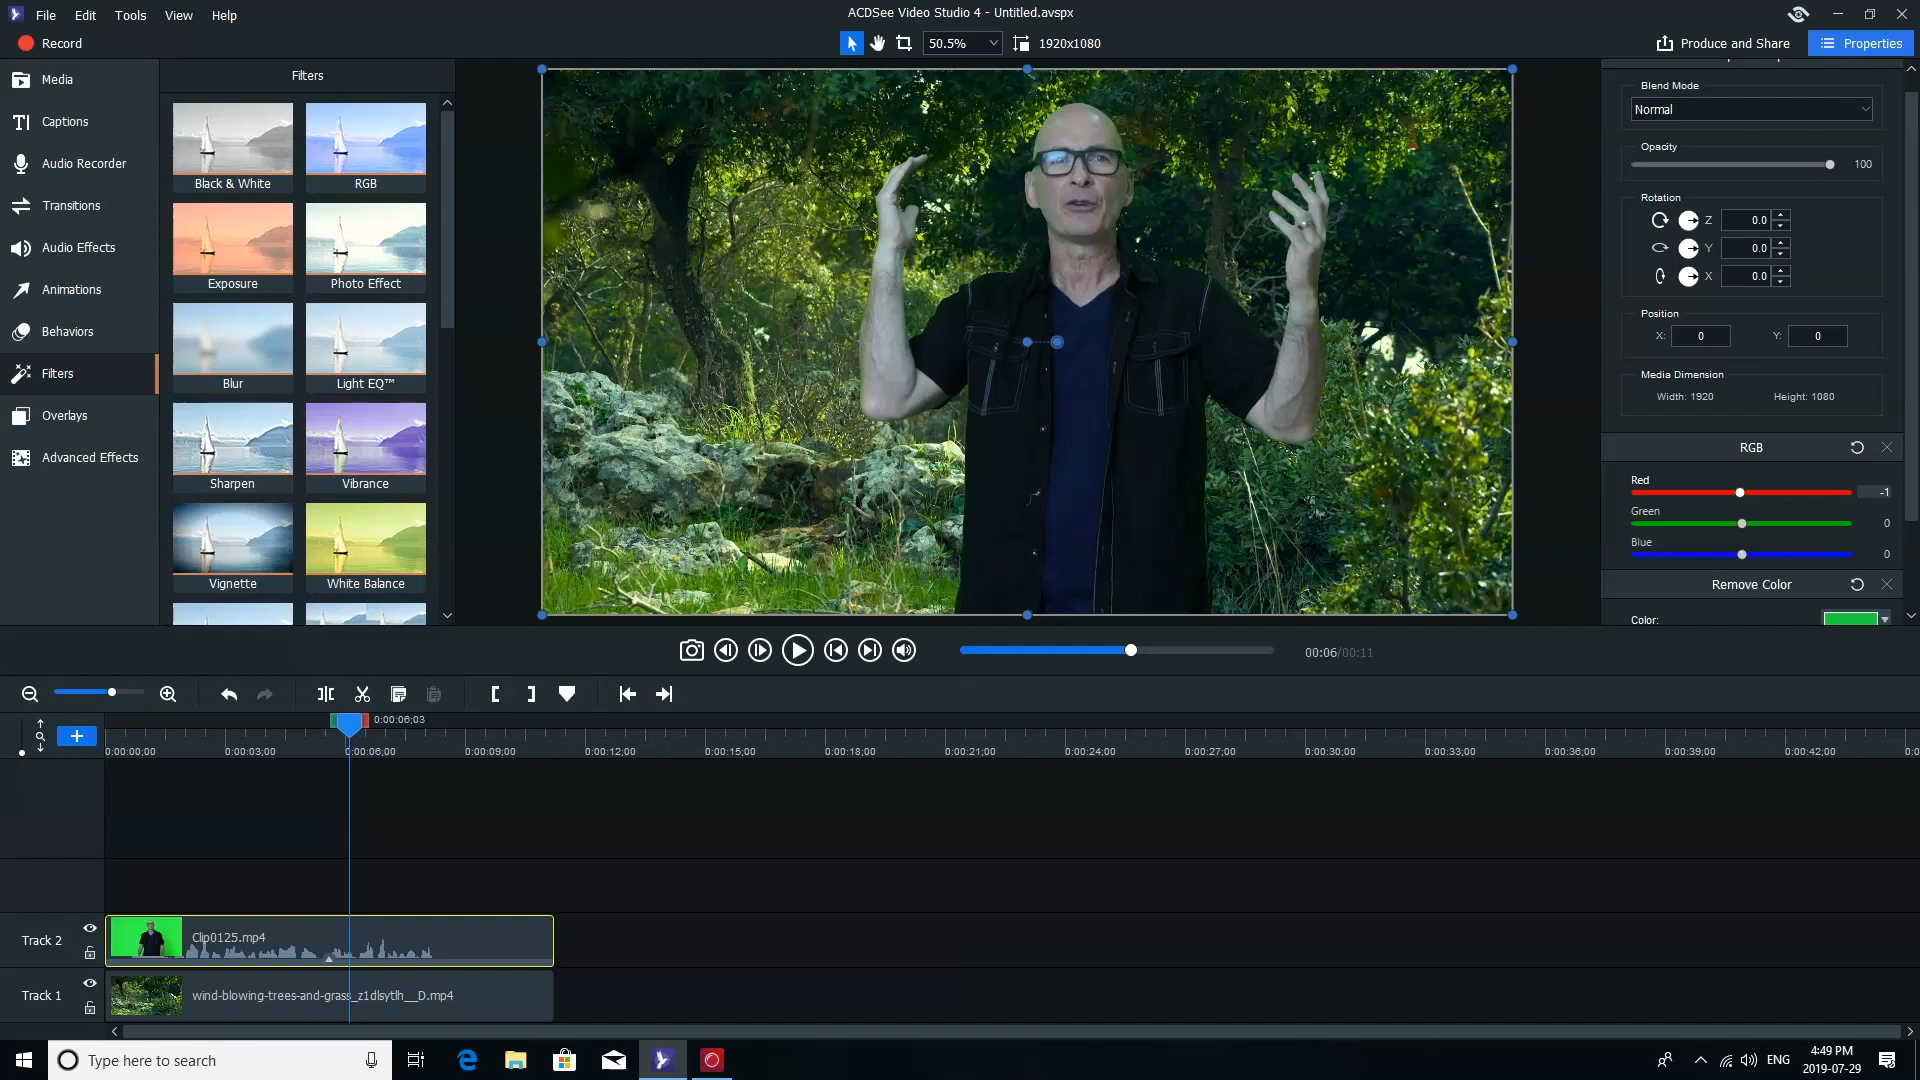 File Edit Tools View Help
ACDSee Video Studio 4 - Untitled.avspx
Record
50.5%
1920x1080
Produce and Share
Properties
Media
Captions
Audio Recorder
Transitions
Audio Effects
Animations
Behaviors
Filters
Overlays
Advanced Effects
Filters
Black & White
RGB
Exposure
Photo Effect
Blur
Light EQ™
Sharpen
Vibrance
Vignette
White Balance
Blend Mode
Normal
Opacity
100
Rotation
Z 0.0
Y 0.0
X 0.0
Position
X: 0 Y: 0
Media Dimension
Width: 1920 Height: 1080
RGB
Red
-1
Green
0
Blue
0
Remove Color
Color:
00:06/00:11
0:00:06;03
0:00:00;00 0:00:03;00 0:00:06;00 0:00:09;00 0:00:12;00 0:00:15;00 0:00:18;00 0:00:21;00 0:00:24;00 0:00:27;00 0:00:30;00 0:00:33;00 0:00:36;00 0:00:39;00 0:00:42;00
Track 2
Clip0125.mp4
Track 1
wind-blowing-trees-and-grass_z1dlsytlh__D.mp4
Type here to search
ENG
4:49 PM
2019-07-29